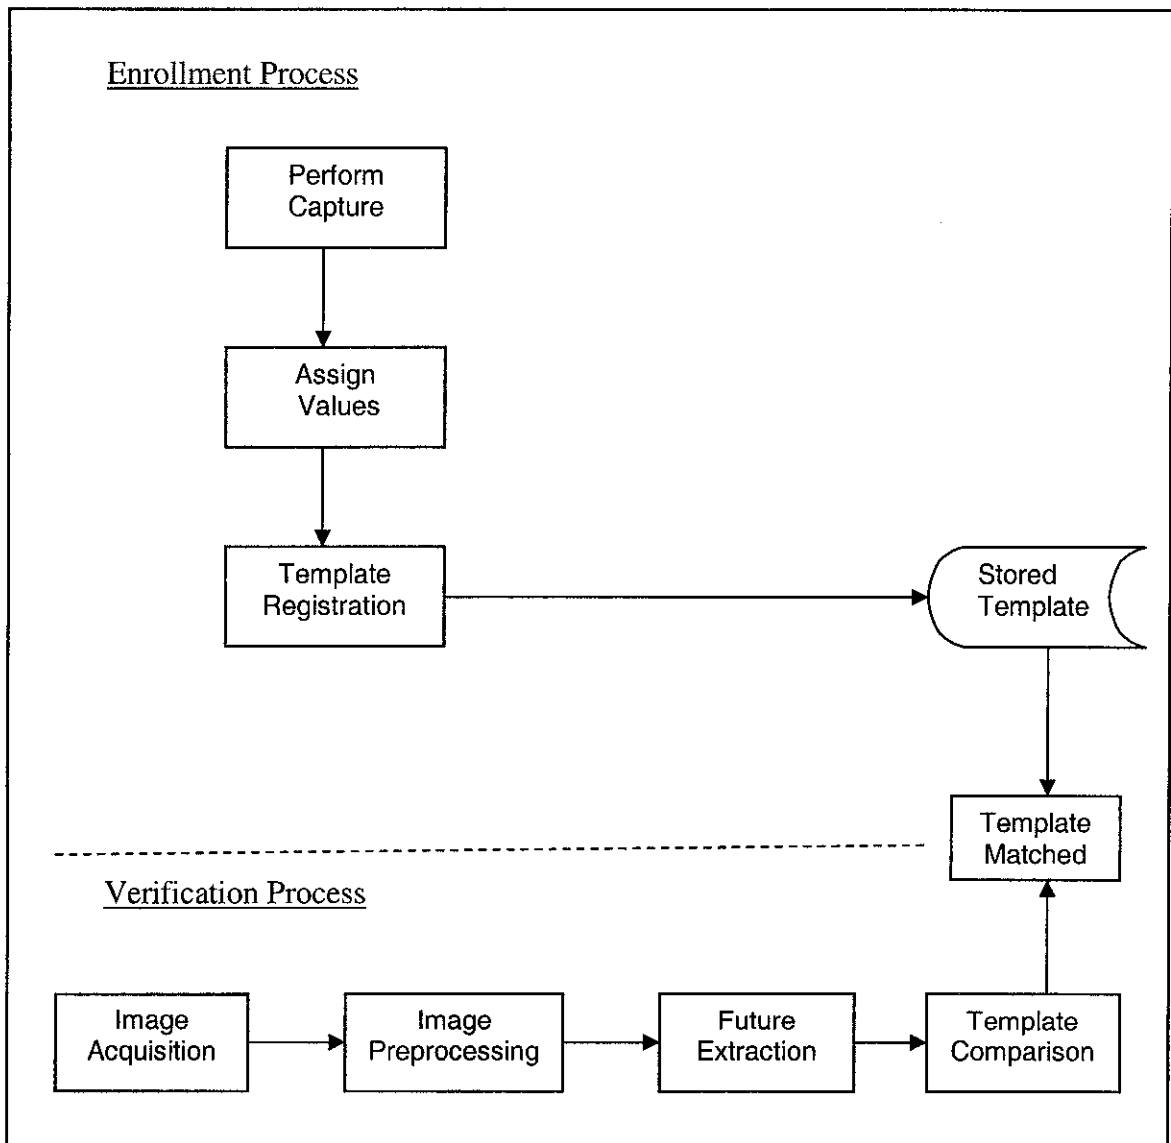 Enrollment Process
Perform
Capture
Assign
Values
Template
Registration
Stored
Template
Template
Matched
Verification Process
Image
Acquisition
Image
Preprocessing
Future
Extraction
Template
Comparison